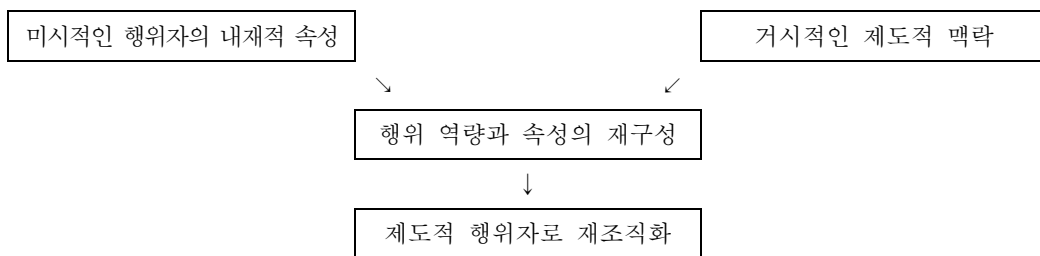 미시적인 행위자의 내재적 속성
거시적인 제도적 맥락
↘ ↙
행위 역량과 속성의 재구성
↓
제도적 행위자로 재조직화